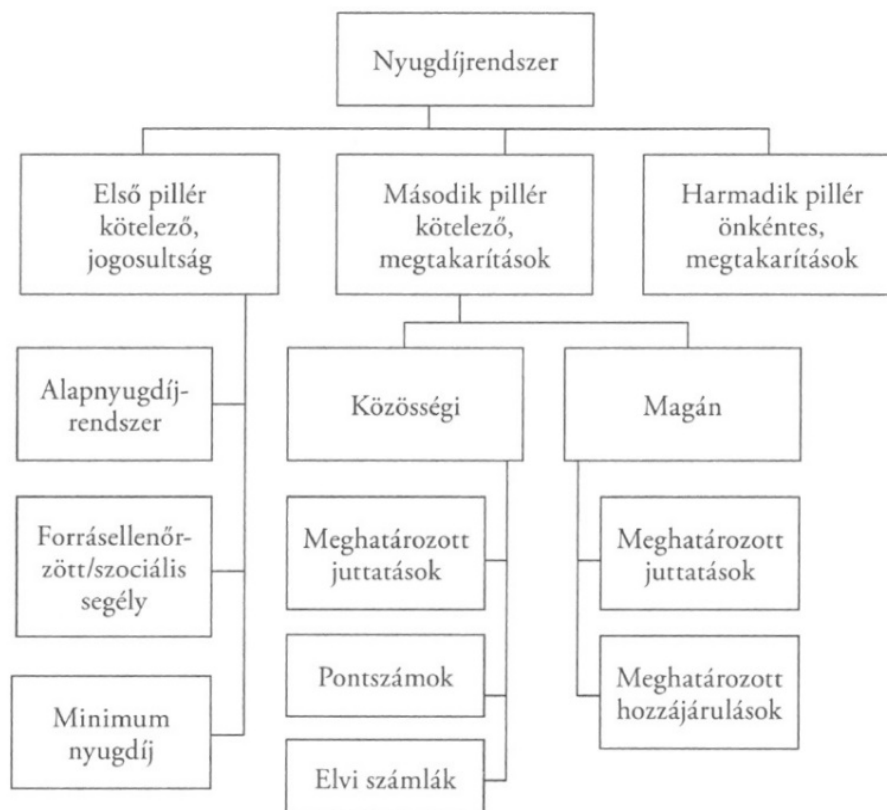 Nyugdíjrendszer
Első pillér
kötelező,
jogosultság
Második pillér
kötelező,
megtakarítások
Harmadik pillér
önkéntes,
megtakarítások
Alapnyugdíj-
rendszer
Forrásellenőr-
zött/szociális
segély
Minimum
nyugdíj
Közösségi
Meghatározott
juttatások
Pontszámok
Elvi számlák
Magán
Meghatározott
juttatások
Meghatározott
hozzájárulások